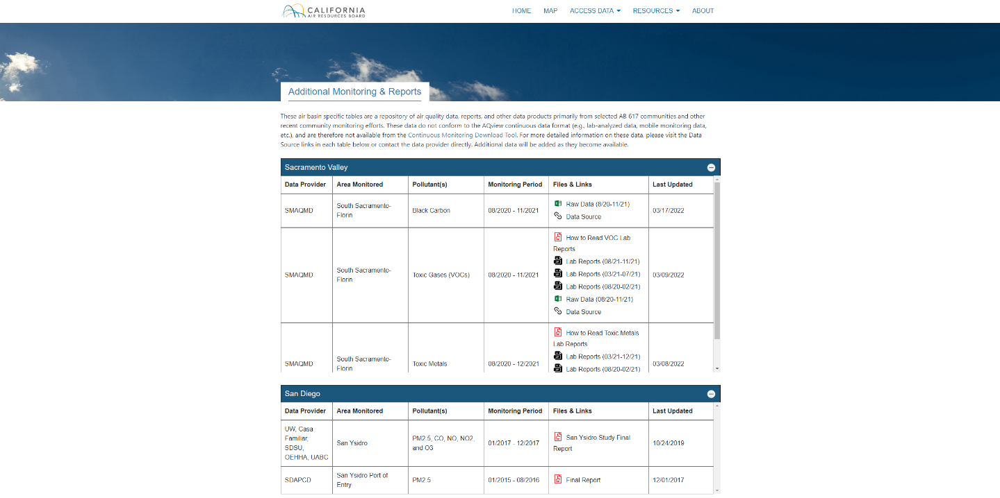 CALIFORNIA
AIR RESOURCES BOARD
HOME MAP ACCESS DATA RESOURCES ABOUT
Additional Monitoring & Reports
These air basin specific tables are a repository of air quality data, reports, and other data products primarily from selected AB 617 communities and other
recent community monitoring efforts. These data do not conform to the AQview continuous data format (e.g., lab-analyzed data, mobile monitoring data,
etc.), and are therefore not available from the Continuous Monitoring Download Tool. For more detailed information on these data, please visit the Data
Source links in each table below or contact the data provider directly. Additional data will be added as they become available.
Sacramento Valley
Data Provider Area Monitored Pollutant(s) Monitoring Period Files & Links Last Updated
SMAQMD
South Sacramento-
Florin
Black Carbon
08/2020 - 11/2021
Raw Data (8/20-11/21)
Data Source
03/17/2022
SMAQMD
South Sacramento-
Florin
Toxic Gases (VOCs)
08/2020 - 11/2021
How to Read VOC Lab
Reports
Lab Reports (08/21-11/21)
Lab Reports (03/21-07/21)
Lab Reports (08/20-02/21)
Raw Data (08/20-11/21)
Data Source
03/09/2022
SMAQMD
South Sacramento-
Florin
Toxic Metals
08/2020 - 12/2021
How to Read Toxic Metals
Lab Reports
Lab Reports (03/21-12/21)
Lab Reports (08/20-02/21)
03/08/2022
San Diego
Data Provider Area Monitored Pollutant(s) Monitoring Period Files & Links Last Updated
UW, Casa
Familiar,
SDSU,
OEHHA, UABC
San Ysidro
PM2.5, CO, NO, NO2,
and O3
01/2017 - 12/2017
San Ysidro Study Final
Report
10/24/2019
SDAPCD
San Ysidro Port of
Entry
PM2.5
01/2015 - 08/2016
Final Report
12/01/2017